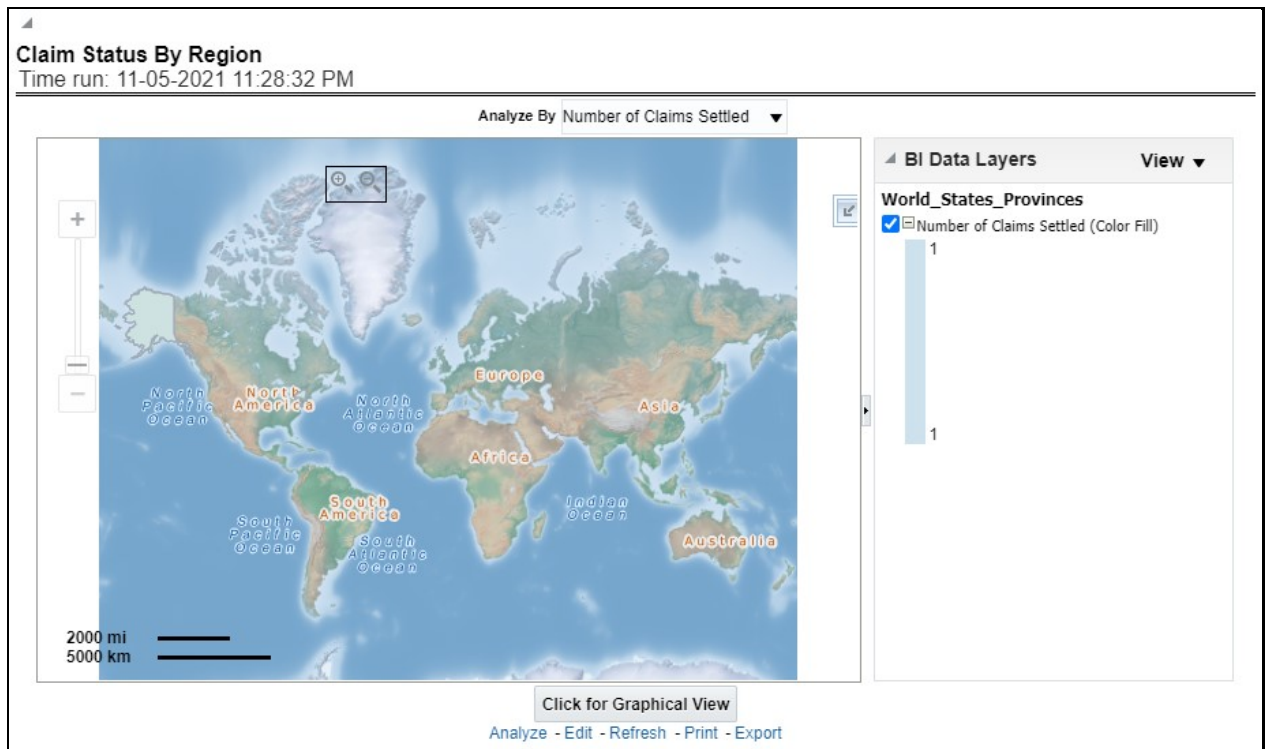 Claim Status By Region
Time run: 11-05-2021 11:28:32 PM
Analyze By Number of Claims Settled
BI Data Layers View
World_States_Provinces
Number of Claims Settled (Color Fill)
1
1
Europe
North
Pacific
Ocean
North
America
North
Atlantic
Ocean
Asia
Africa
South
America
Indian
Ocean
South
Pacific
Ocean
South
Atlantic
Ocean
Australia
2000 mi
5000 km
Click for Graphical View
Analyze - Edit - Refresh - Print - Export